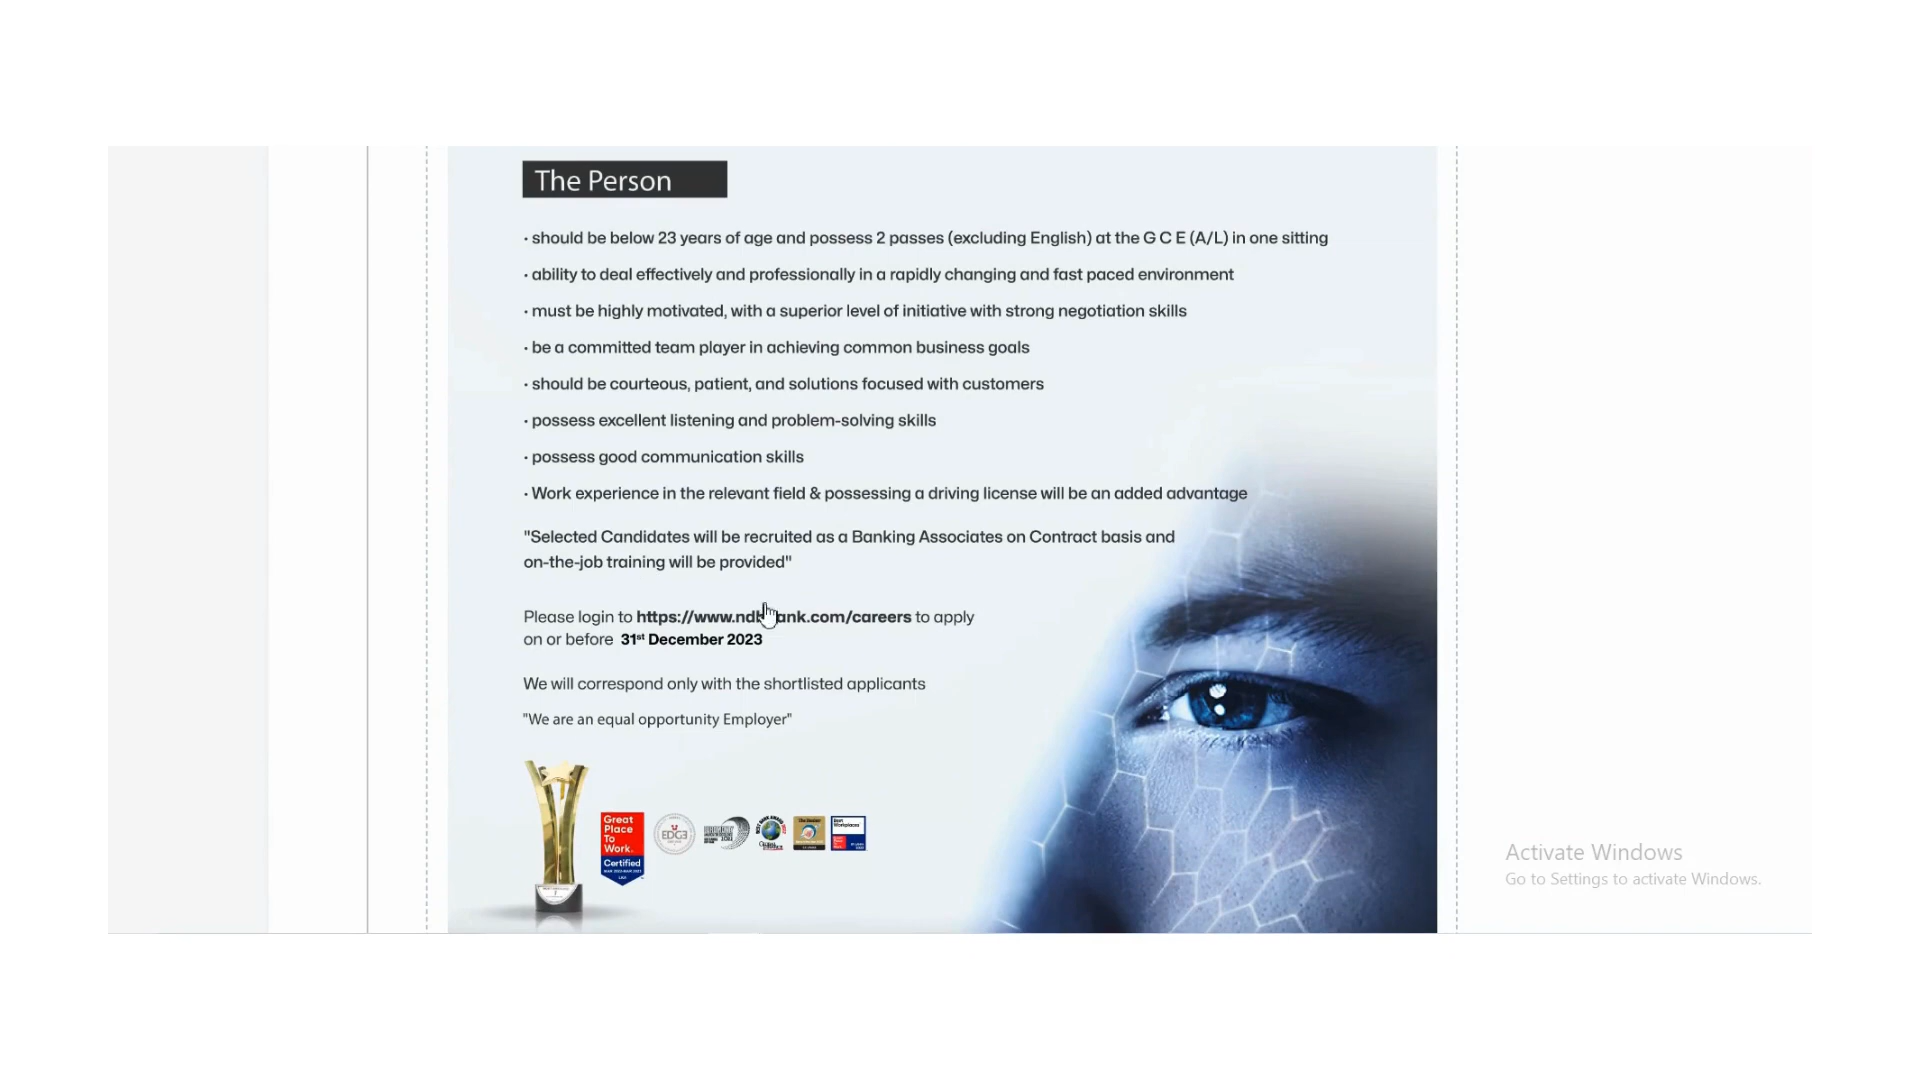 The Person
· should be below 23 years of age and possess 2 passes (excluding English) at the G C E (A/L) in one sitting
· ability to deal effectively and professionally in a rapidly changing and fast paced environment
· must be highly motivated, with a superior level of initiative with strong negotiation skills
· be a committed team player in achieving common business goals
· should be courteous, patient, and solutions focused with customers
· possess excellent listening and problem-solving skills
· possess good communication skills
· Work experience in the relevant field & possessing a driving license will be an added advantage
"Selected Candidates will be recruited as a Banking Associates on Contract basis and
on-the-job training will be provided"
Please login to https://www.ndbbank.com/careers to apply
on or before 31st December 2023
We will correspond only with the shortlisted applicants
"We are an equal opportunity Employer"
Great
Place
To
Work.
Certified
EDGE
Activate Windows
Go to Settings to activate Windows.